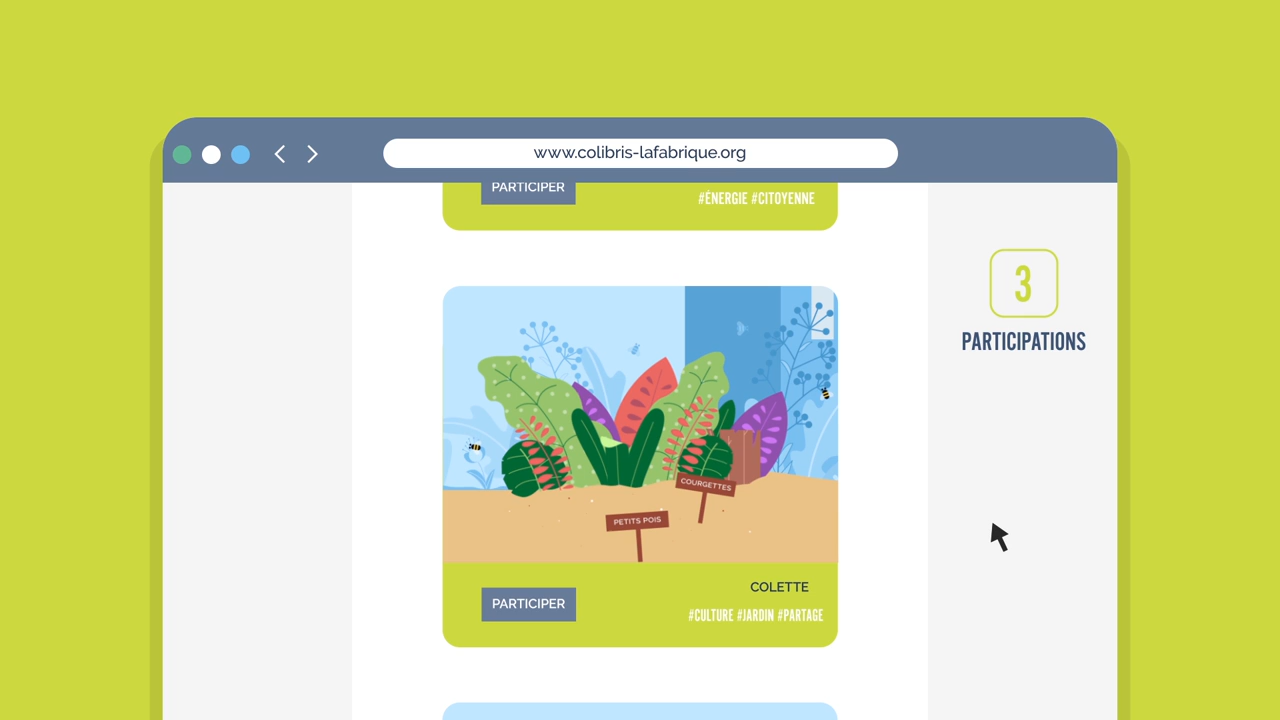 www.colibris-lafabrique.org
PARTICIPER
#ÉNERGIE #CITOYENNE
3
PARTICIPATIONS
COURGETTES
PETITS POIS
COLETTE
PARTICIPER
#CULTURE #JARDIN #PARTAGE